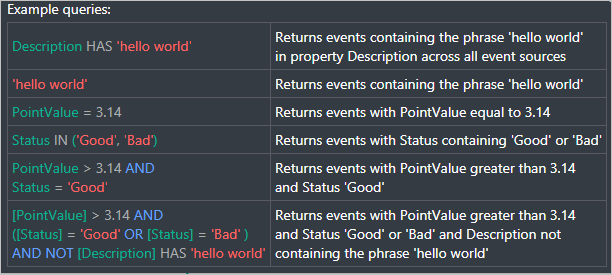 Example queries:
Description HAS 'hello world'
Returns events containing the phrase 'hello world'
in property Description across all event sources
'hello world'
Returns events containing the phrase 'hello world'
PointValue = 3.14
Returns events with PointValue equal to 3.14
Status IN ('Good', 'Bad')
Returns events with Status containing 'Good' or 'Bad'
PointValue > 3.14 AND
Status = 'Good'
Returns events with PointValue greater than 3.14
and Status 'Good'
[PointValue] > 3.14 AND
([Status] = 'Good' OR [Status] = 'Bad' )
AND NOT [Description] HAS 'hello world'
Returns events with PointValue greater than 3.14
and Status 'Good' or 'Bad' and Description not
containing the phrase 'hello world'